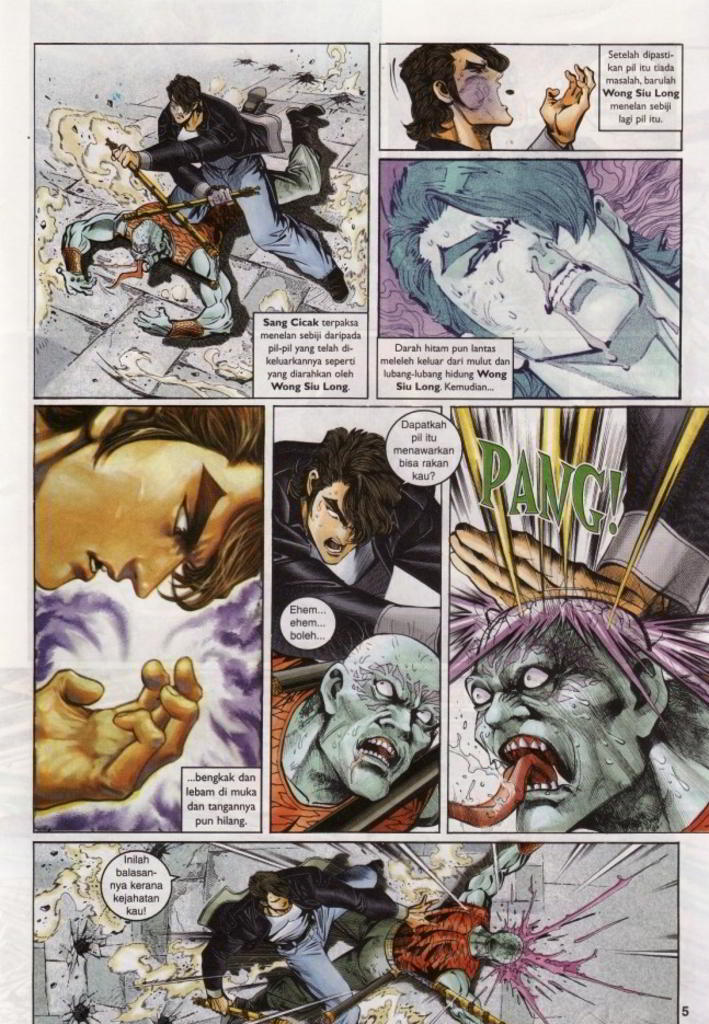 Sang Cicak terpaksa
menelan sebiji daripada
pil-pil yang telah di-
keluarkannya seperti
yang diarahkan oleh
Wong Siu Long.
Setelah dipasti-
kan pil itu tiada
masalah, barulah
Wong Siu Long
menelan sebiji
lagi pil itu.
Darah hitam pun lantas
meleleh keluar dari mulut dan
lubang-lubang hidung Wong
Siu Long. Kemudian...
...bengkak dan
lebam di muka
dan tangannya
pun hilang.
Dapatkah
pil itu
menawarkan
bisa rakan
kau?
Ehem...
ehem...
boleh...
PANG!
Inilah
balasan-
nya kerana
kejahatan
kau!
5